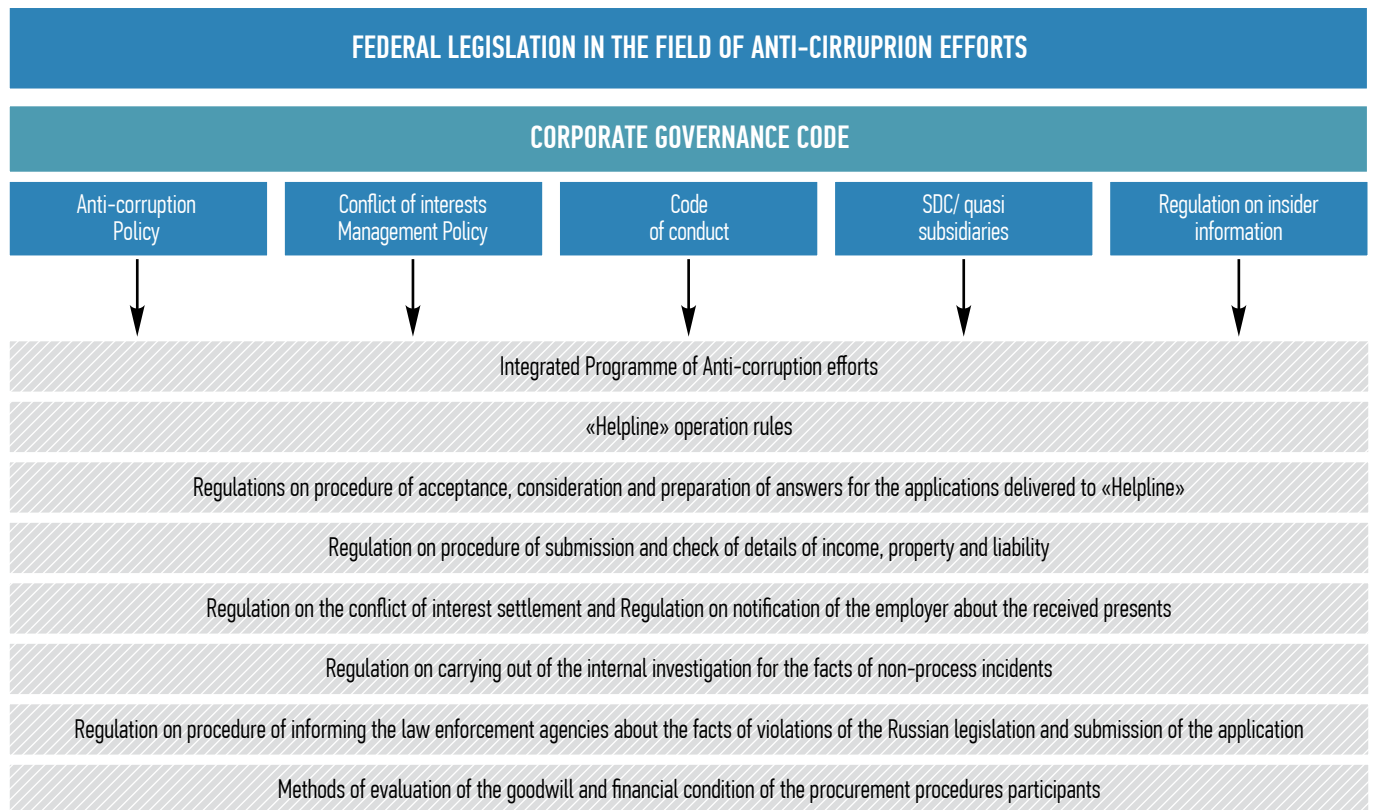 FEDERAL LEGISLATION IN THE FIELD OF ANTI-CIRRUPRION EFFORTS
CORPORATE GOVERNANCE CODE
Anti-corruption
Policy
Conflict of interests
Management Policy
Code
of conduct
SDC/ quasi
subsidiaries
Regulation on insider
information
Integrated Programme of Anti-corruption efforts
«Helpline» operation rules
Regulations on procedure of acceptance, consideration and preparation of answers for the applications delivered to «Helpline»
Regulation on procedure of submission and check of details of income, property and liability
Regulation on the conflict of interest settlement and Regulation on notification of the employer about the received presents
Regulation on carrying out of the internal investigation for the facts of non-process incidents
Regulation on procedure of informing the law enforcement agencies about the facts of violations of the Russian legislation and submission of the application
Methods of evaluation of the goodwill and financial condition of the procurement procedures participants